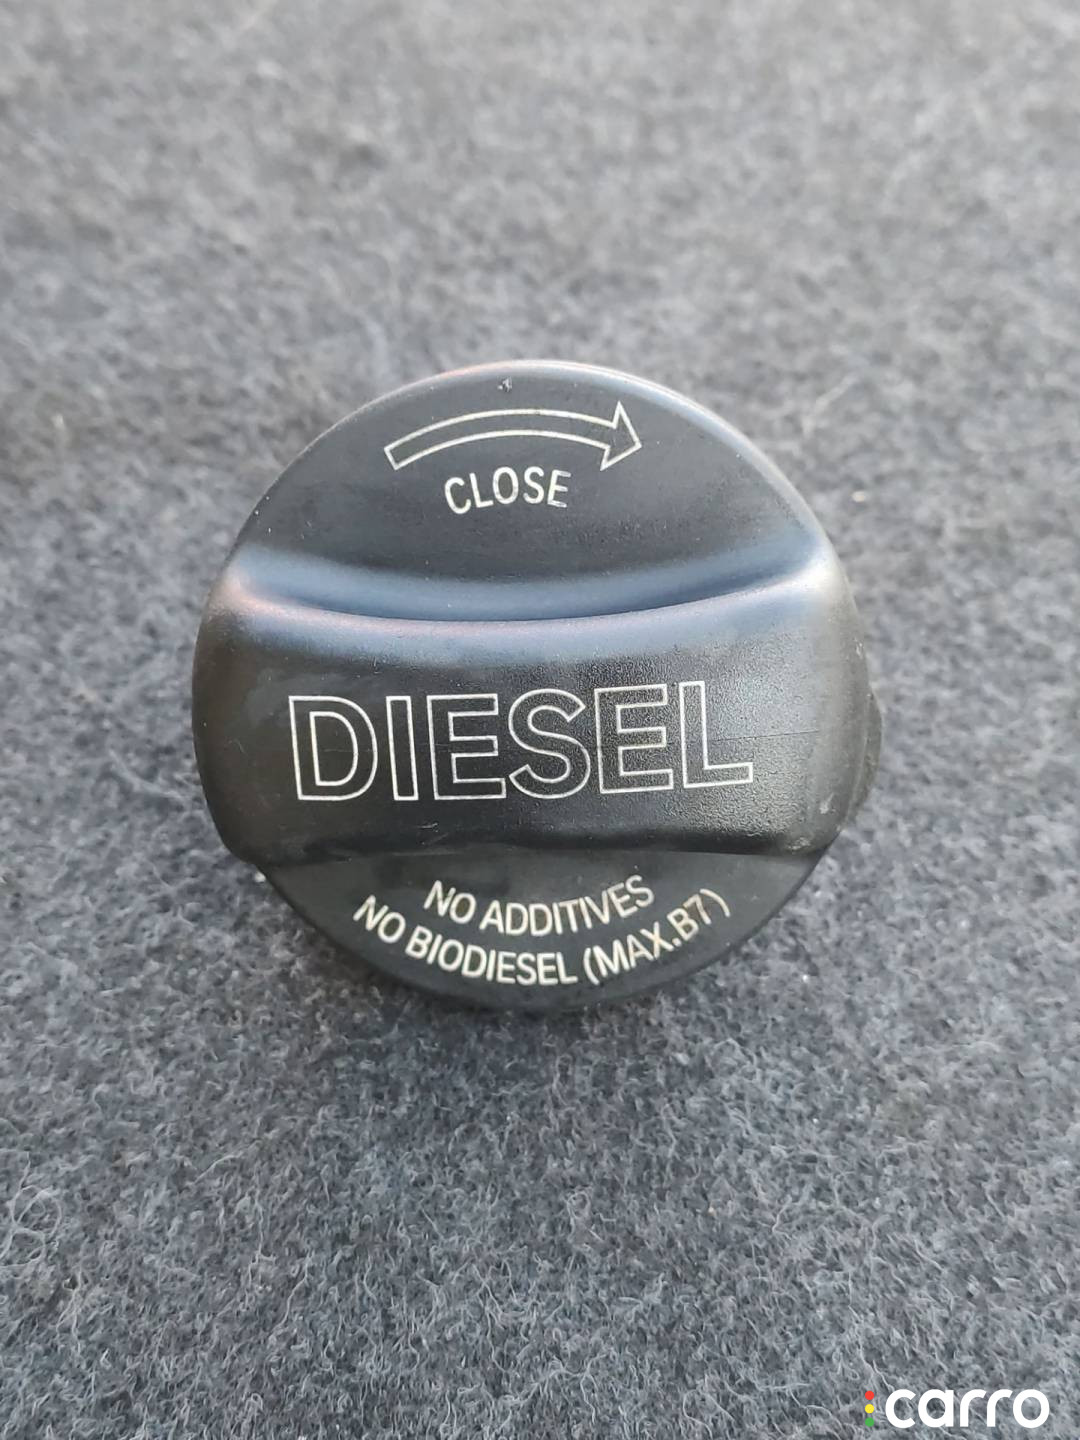 CLOSE
DIESEL
NO ADDITIVES
NO BIODIESEL (MAX.B7)
carro